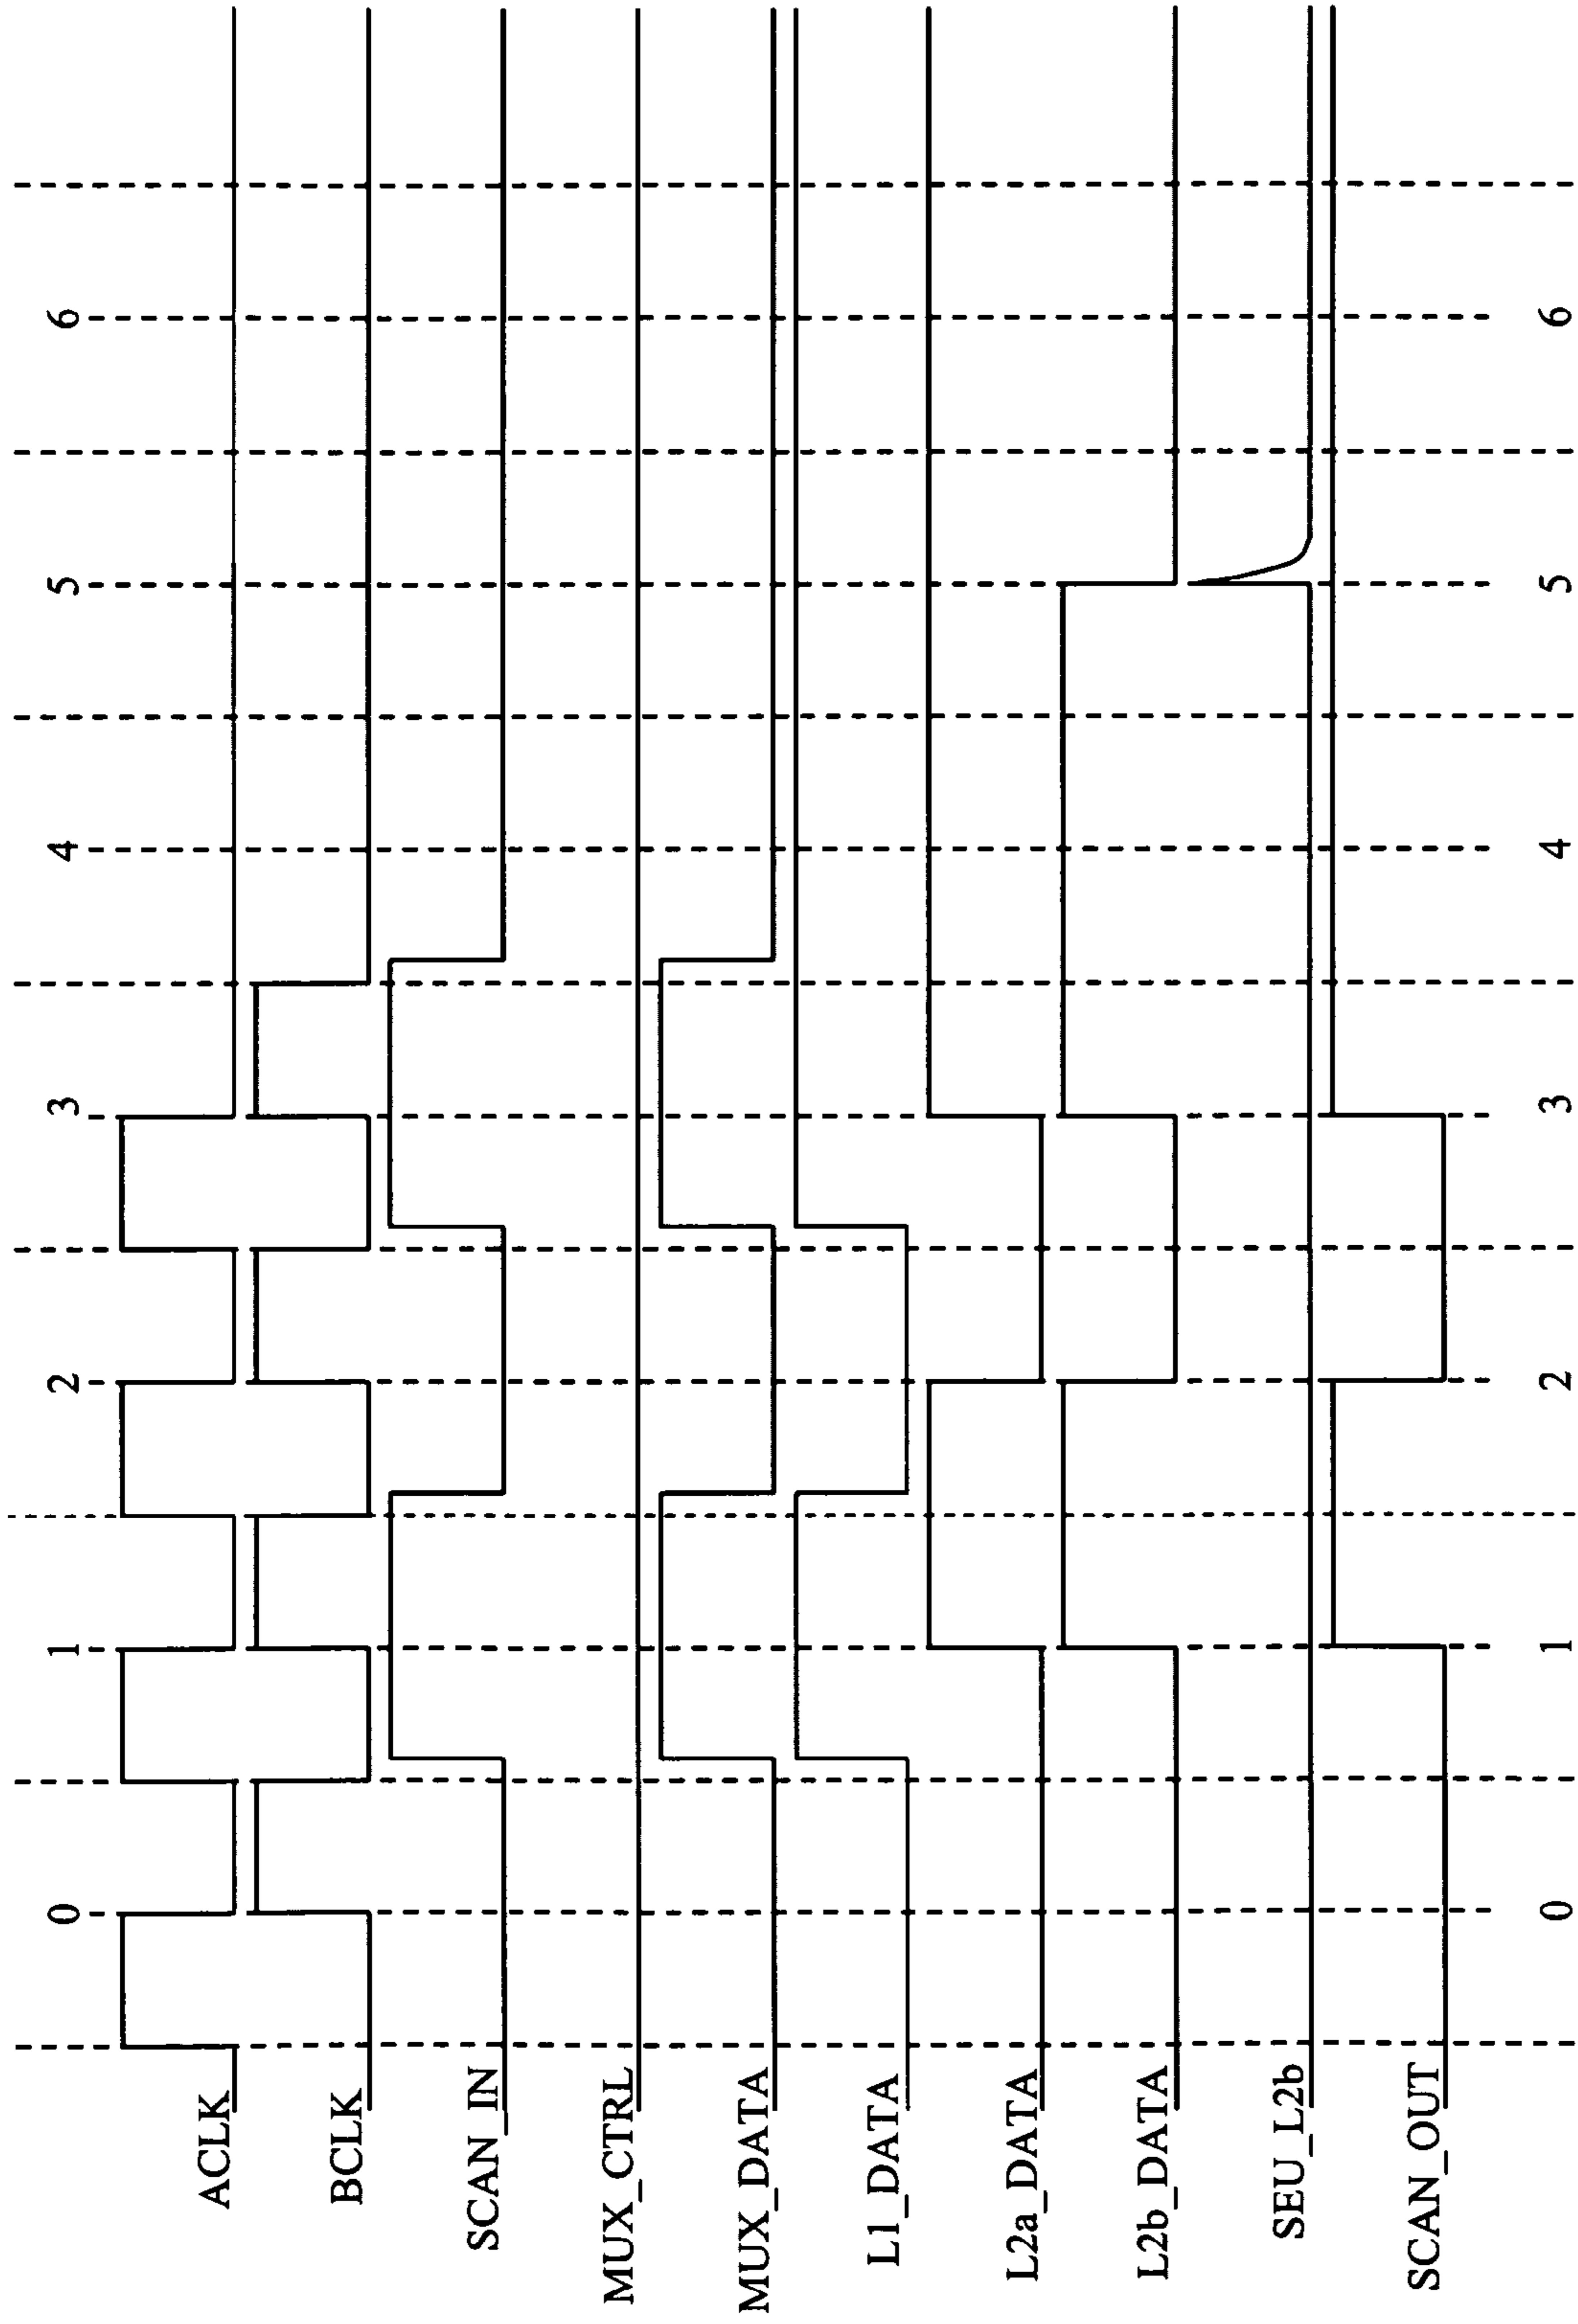 0 1 2 3 4 5 6
ACLK
BCLK
SCAN_IN
MUX_CTRL
MUX_DATA
L1_DATA
L2a_DATA
L2b_DATA
SEU_L2b
SCAN_OUT
0 1 2 3 4 5 6